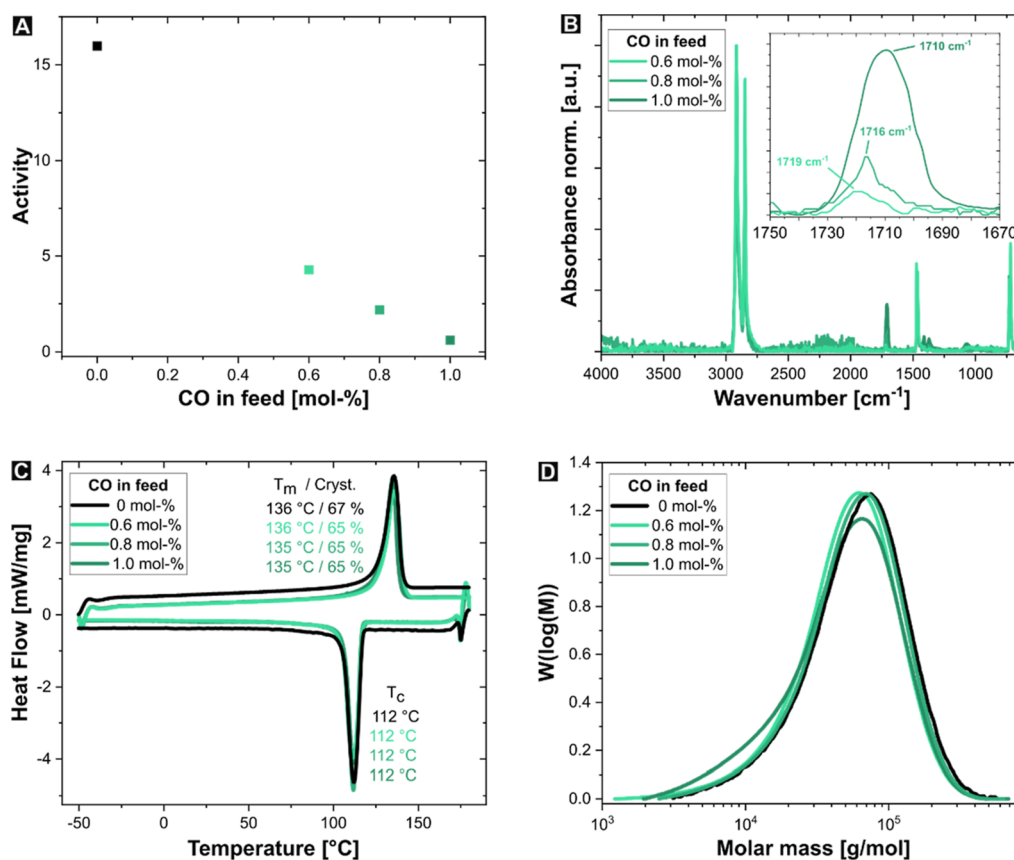 A
Activity
15
10
5
0
0.0 0.2 0.4 0.6 0.8 1.0
CO in feed [mol-%]
B
Absorbance norm. [a.u.]
CO in feed
0.6 mol-%
0.8 mol-%
1.0 mol-%
1710 cm-1
1716 cm-1
1719 cm-1
1750 1730 1710 1690 1670
4000 3500 3000 2500 2000 1500 1000
Wavenumber [cm-1]
C
Heat Flow [mW/mg]
4
2
0
-2
-4
CO in feed
0 mol-%
0.6 mol-%
0.8 mol-%
1.0 mol-%
Tm / Cryst.
136 °C / 67 %
136 °C / 65 %
135 °C / 65 %
135 °C / 65 %
Tc
112 °C
112 °C
112 °C
112 °C
-50 0 50 100 150
Temperature [°C]
D
W(log(M))
1.4
1.2
1.0
0.8
0.6
0.4
0.2
0.0
CO in feed
0 mol-%
0.6 mol-%
0.8 mol-%
1.0 mol-%
10^3 10^4 10^5
Molar mass [g/mol]